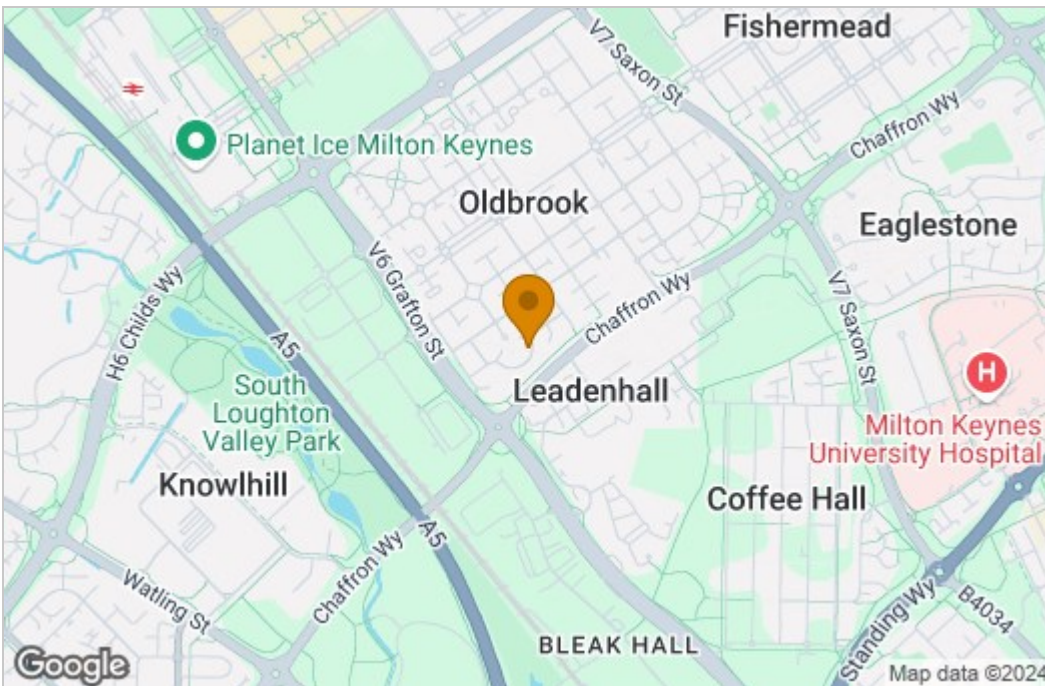 Fishermead
V7 Saxon St
Chaffron Wy
Planet Ice Milton Keynes
Oldbrook
Eaglestone
H6 Childs Wy
V6 Grafton St
A5
Chaffron Wy
V7 Saxon St
South
Loughton
Valley Park
Leadenhall
H
Milton Keynes
University Hospital
Knowlhill
Coffee Hall
A5
Chaffron Wy
Watling St
BLEAK HALL
Standing Wy
B4034
Google
Map data ©2024